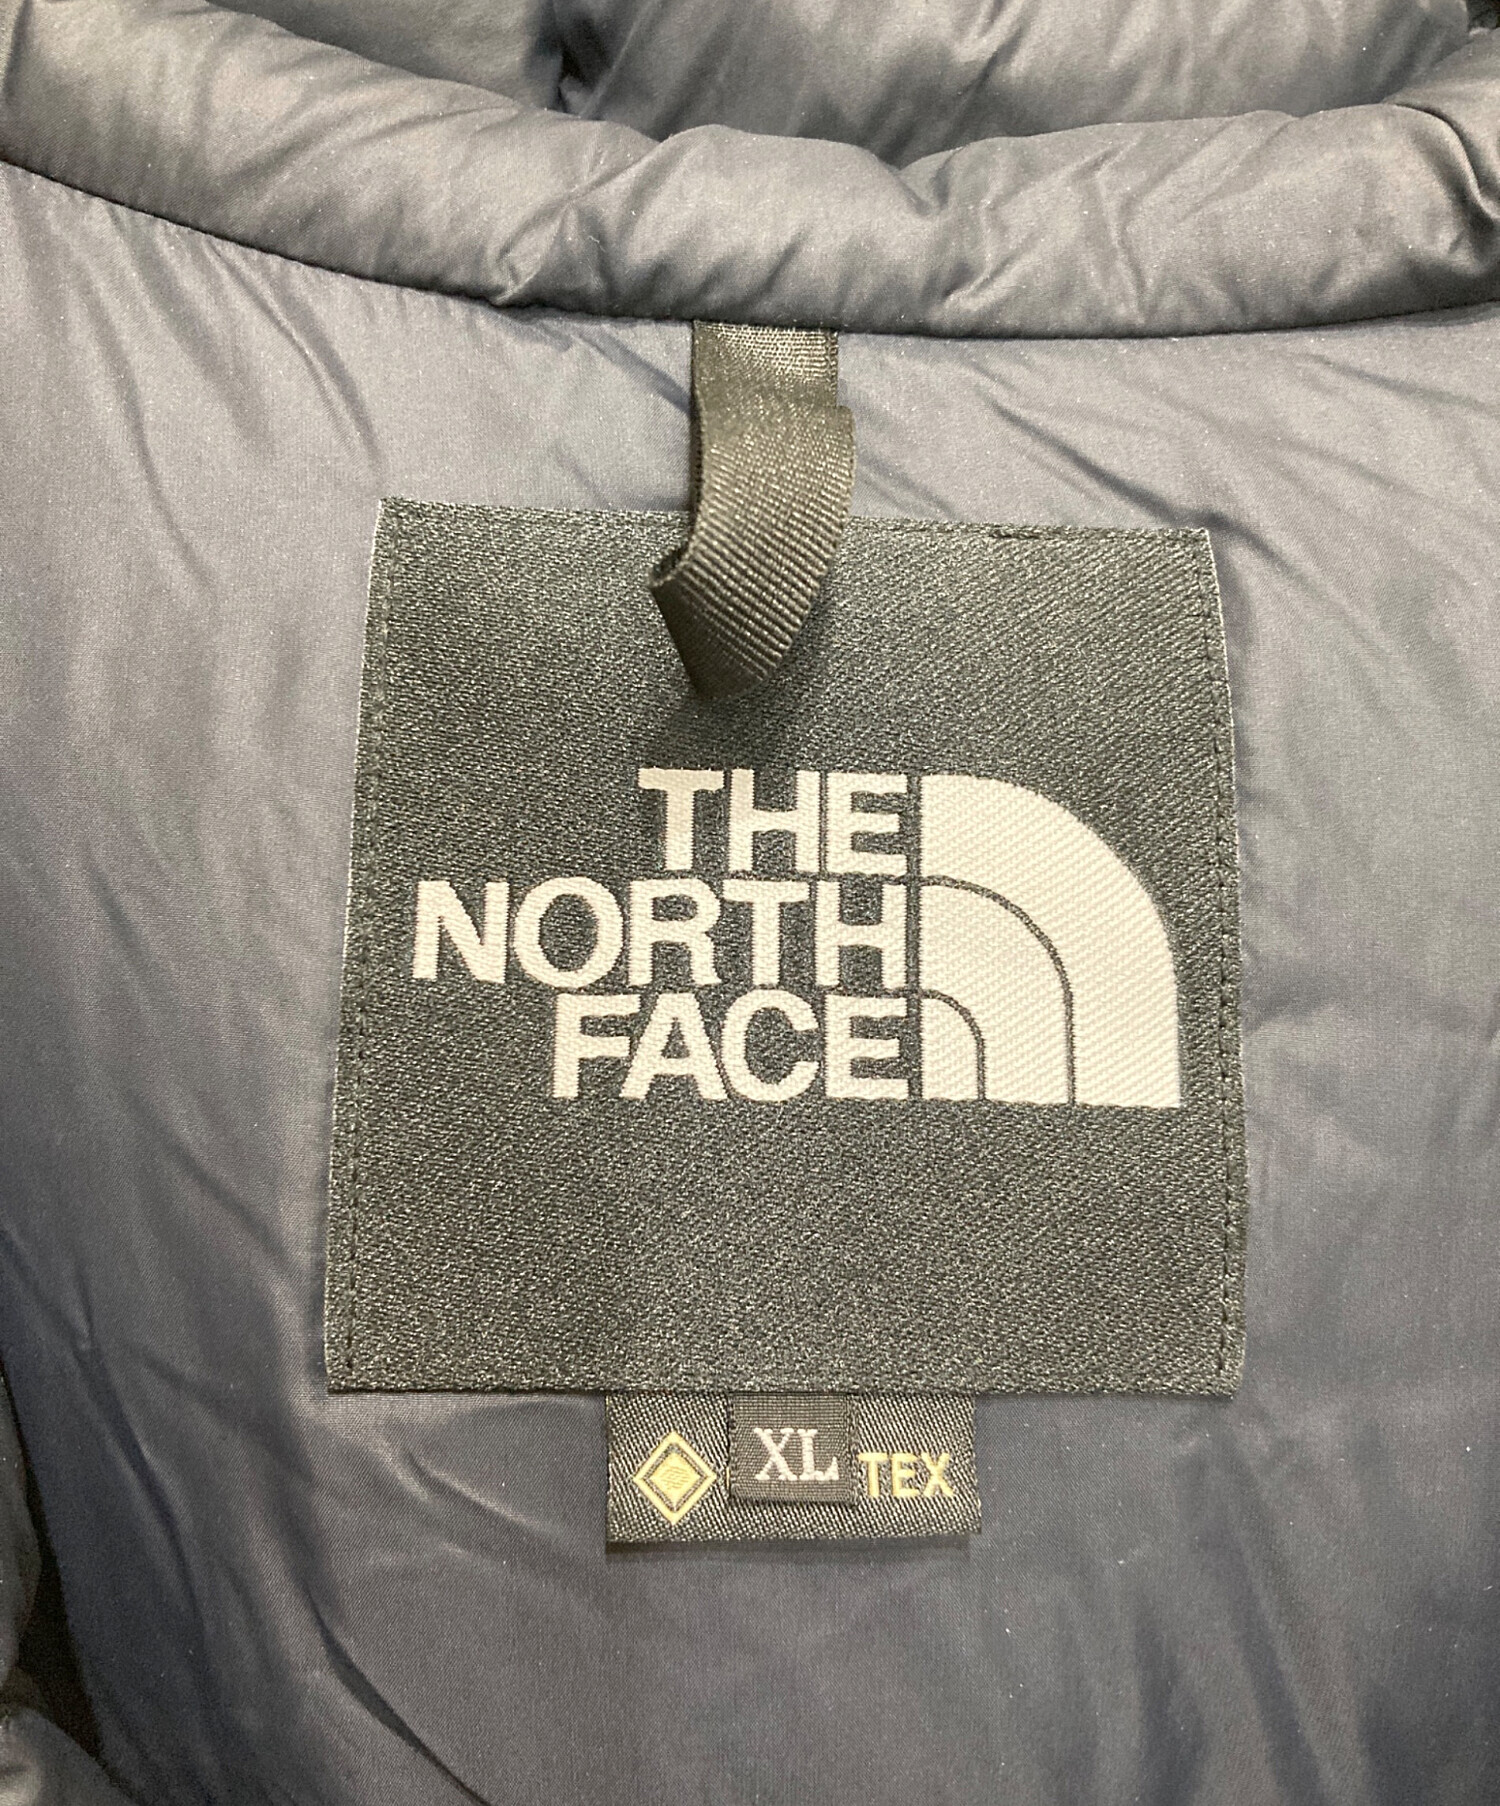 THE
NORTH
FACE
XL
TEX